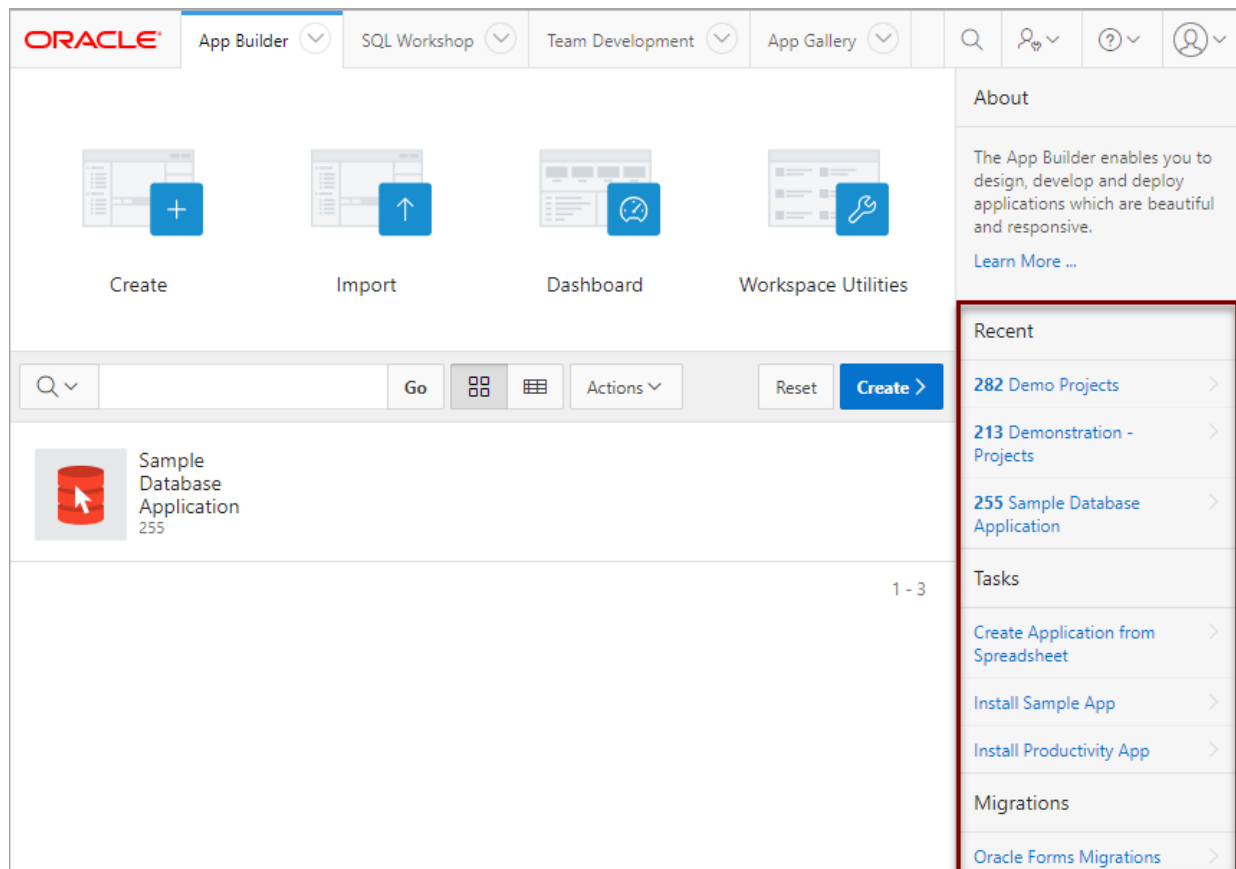 ORACLE
App Builder
SQL Workshop
Team Development
App Gallery
Create
Import
Dashboard
Workspace Utilities
Go
Actions
Reset
Create
Sample
Database
Application
255
1 - 3
About
The App Builder enables you to
design, develop and deploy
applications which are beautiful
and responsive.
Learn More ...
Recent
282 Demo Projects
213 Demonstration -
Projects
255 Sample Database
Application
Tasks
Create Application from
Spreadsheet
Install Sample App
Install Productivity App
Migrations
Oracle Forms Migrations